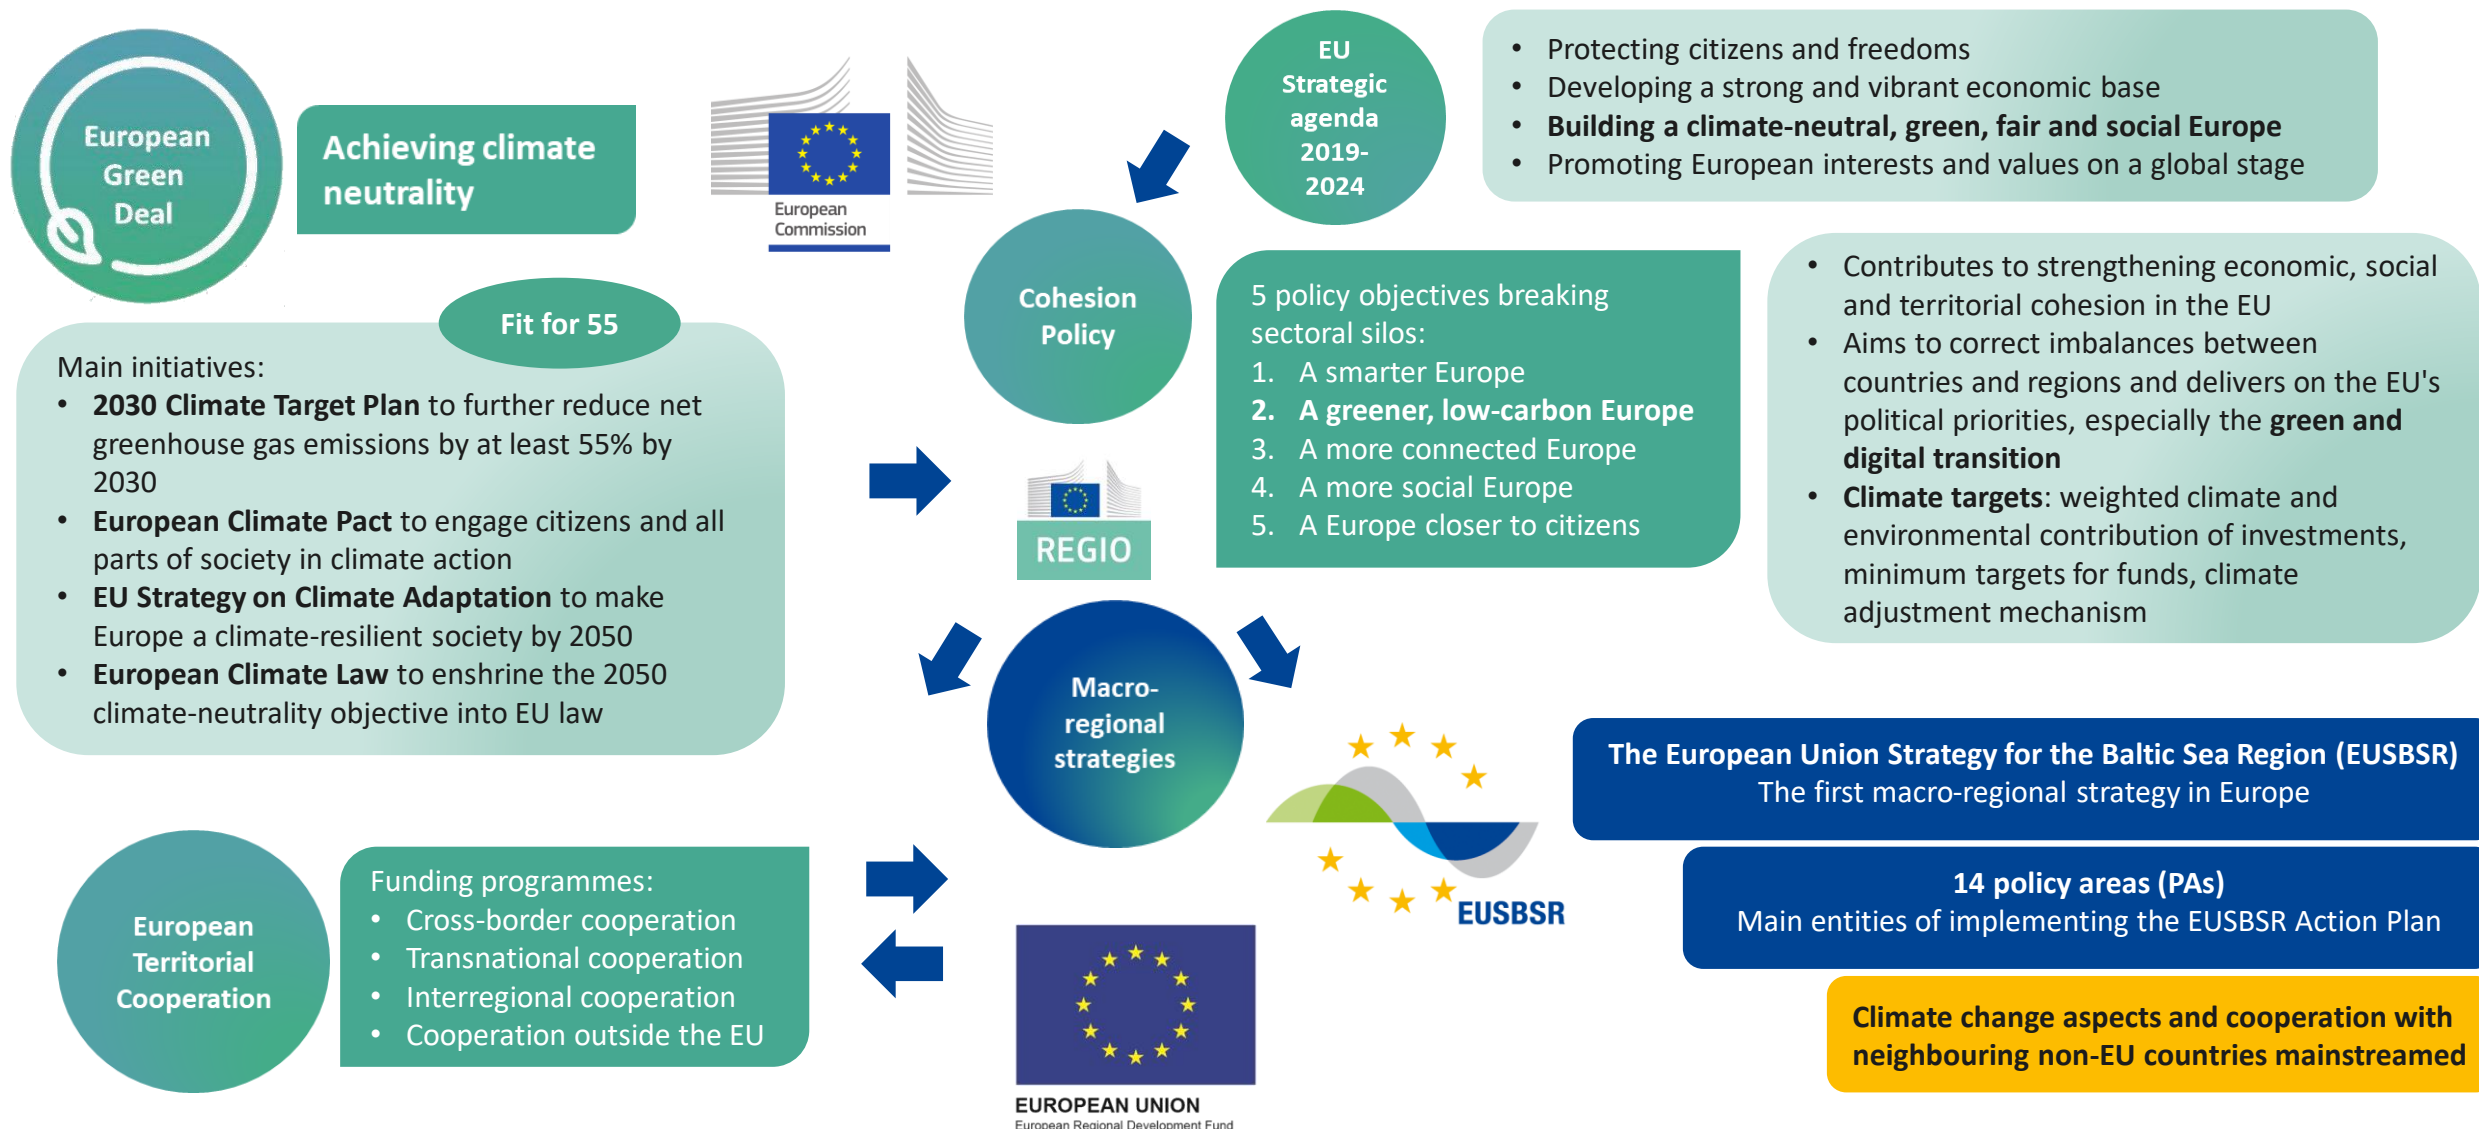 European
Green
Deal
Achieving climate
neutrality
European
Commission
EU
Strategic
agenda
2019-
2024
• Protecting citizens and freedoms
• Developing a strong and vibrant economic base
• Building a climate-neutral, green, fair and social Europe
• Promoting European interests and values on a global stage
Fit for 55
Main initiatives:
• 2030 Climate Target Plan to further reduce net
greenhouse gas emissions by at least 55% by
2030
• European Climate Pact to engage citizens and all
parts of society in climate action
• EU Strategy on Climate Adaptation to make
Europe a climate-resilient society by 2050
• European Climate Law to enshrine the 2050
climate-neutrality objective into EU law
Cohesion
Policy
REGIO
5 policy objectives breaking
sectoral silos:
1. A smarter Europe
2. A greener, low-carbon Europe
3. A more connected Europe
4. A more social Europe
5. A Europe closer to citizens
• Contributes to strengthening economic, social
and territorial cohesion in the EU
• Aims to correct imbalances between
countries and regions and delivers on the EU's
political priorities, especially the green and
digital transition
• Climate targets: weighted climate and
environmental contribution of investments,
minimum targets for funds, climate
adjustment mechanism
Macro-
regional
strategies
EUSBSR
The European Union Strategy for the Baltic Sea Region (EUSBSR)
The first macro-regional strategy in Europe
14 policy areas (PAs)
Main entities of implementing the EUSBSR Action Plan
Climate change aspects and cooperation with
neighbouring non-EU countries mainstreamed
European
Territorial
Cooperation
Funding programmes:
• Cross-border cooperation
• Transnational cooperation
• Interregional cooperation
• Cooperation outside the EU
EUROPEAN UNION
European Regional Development Fund